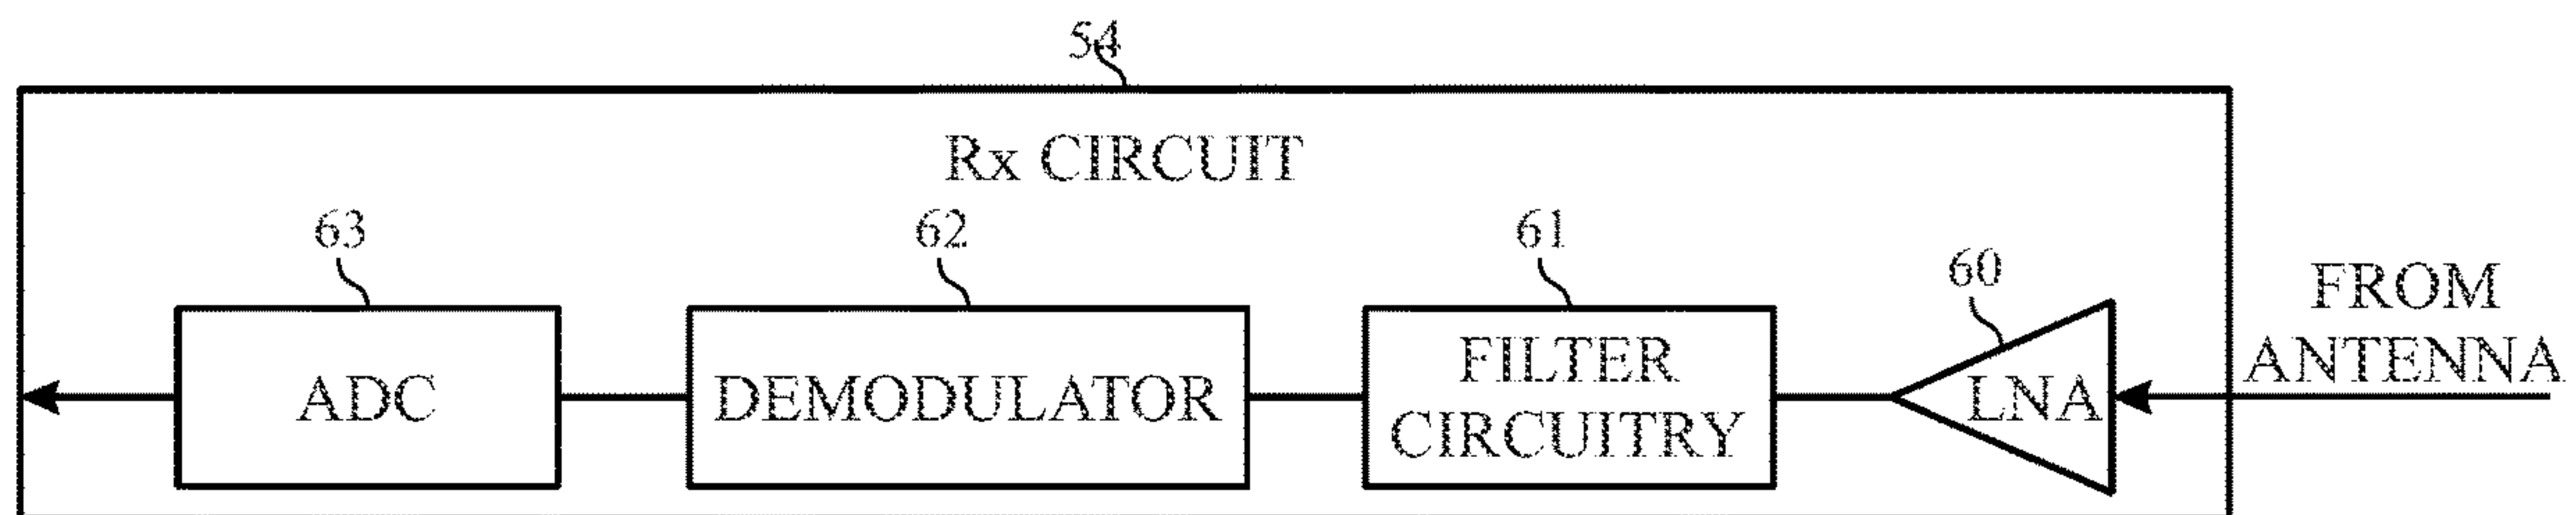 54
Rx CIRCUIT
63
62
61
60
FROM
ANTENNA
ADC
DEMODULATOR
FILTER
CIRCUITRY
LNA